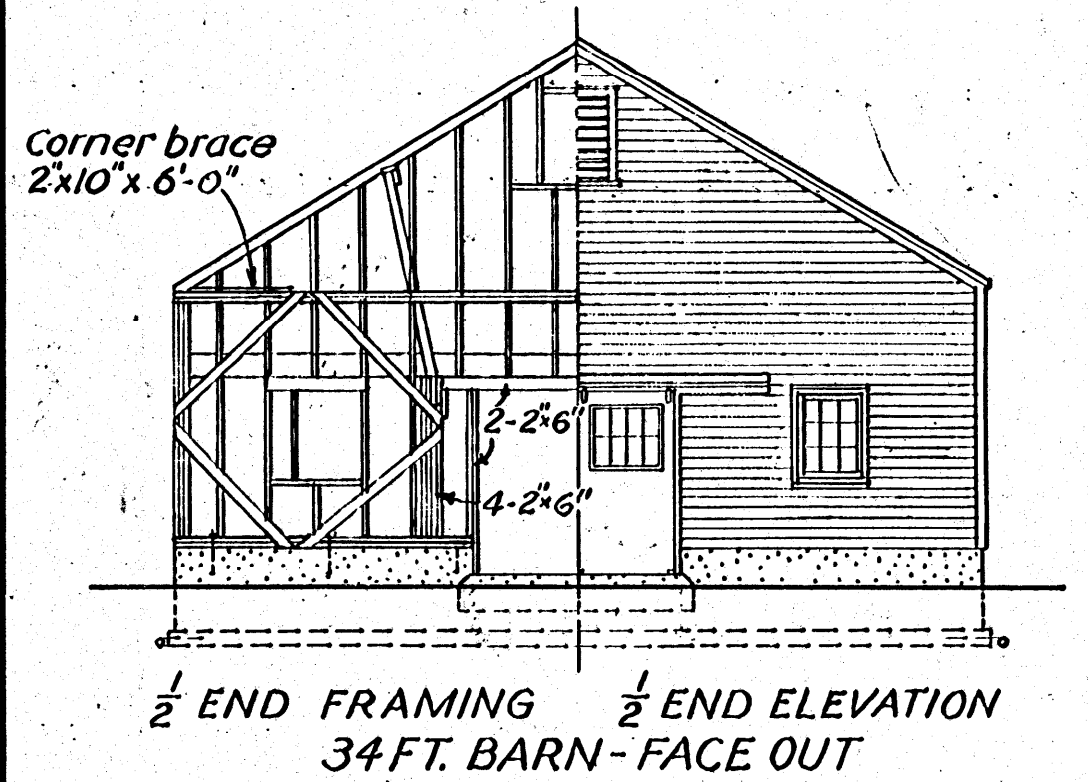 Corner brace
2"x10"x 6'-0"
2-2"x6"
4-2"x6"
1/2 END FRAMING 1/2 END ELEVATION
34 FT. BARN-FACE OUT